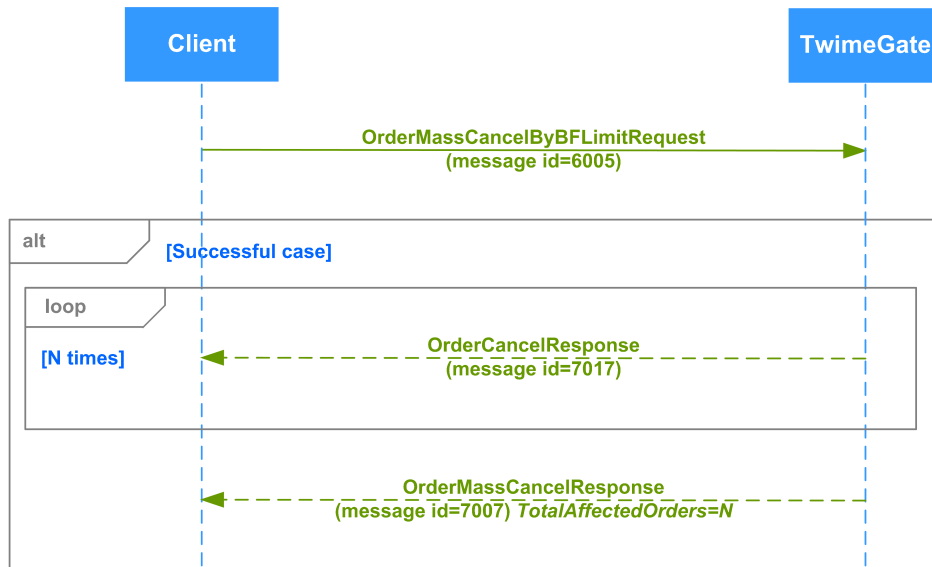 Client
TwimeGate
OrderMassCancelByBFLimitRequest
(message id=6005)
alt
[Successful case]
loop
[N times]
OrderCancelResponse
(message id=7017)
OrderMassCancelResponse
(message id=7007) TotalAffectedOrders=N